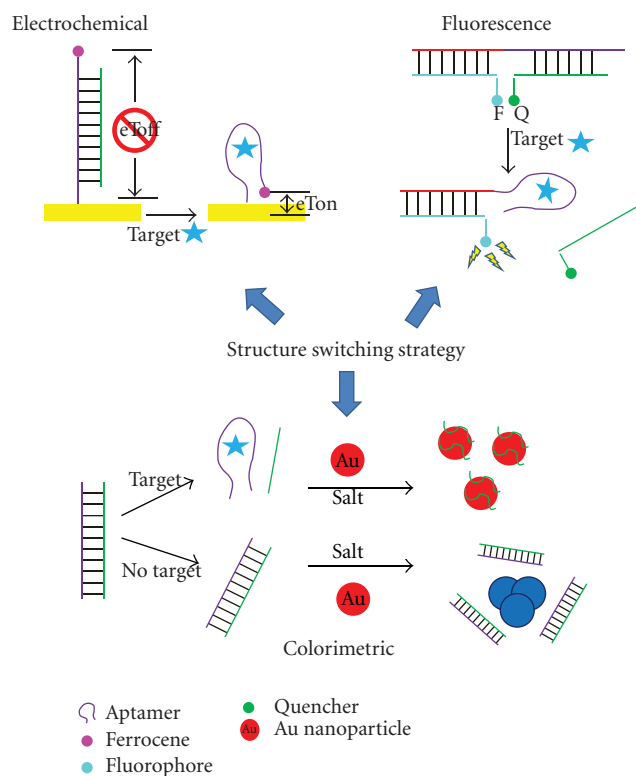 Electrochemical
Fluorescence
eToff
F Q
Target
eTon
Target
Structure switching strategy
Target
Au
Salt
No target
Salt
Au
Colorimetric
Aptamer
Ferrocene
Fluorophore
Quencher
Au Au nanoparticle